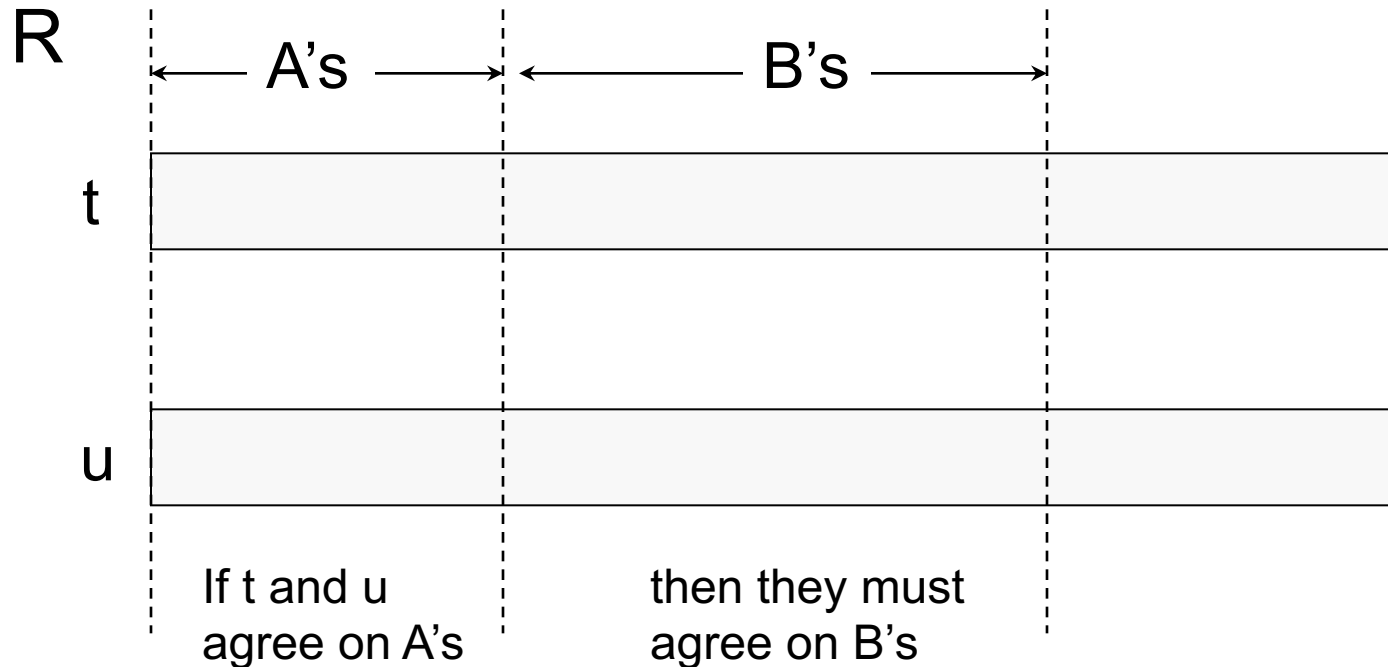 R
A’s B’s
t
u
If t and u then they must
agree on A’s agree on B’s